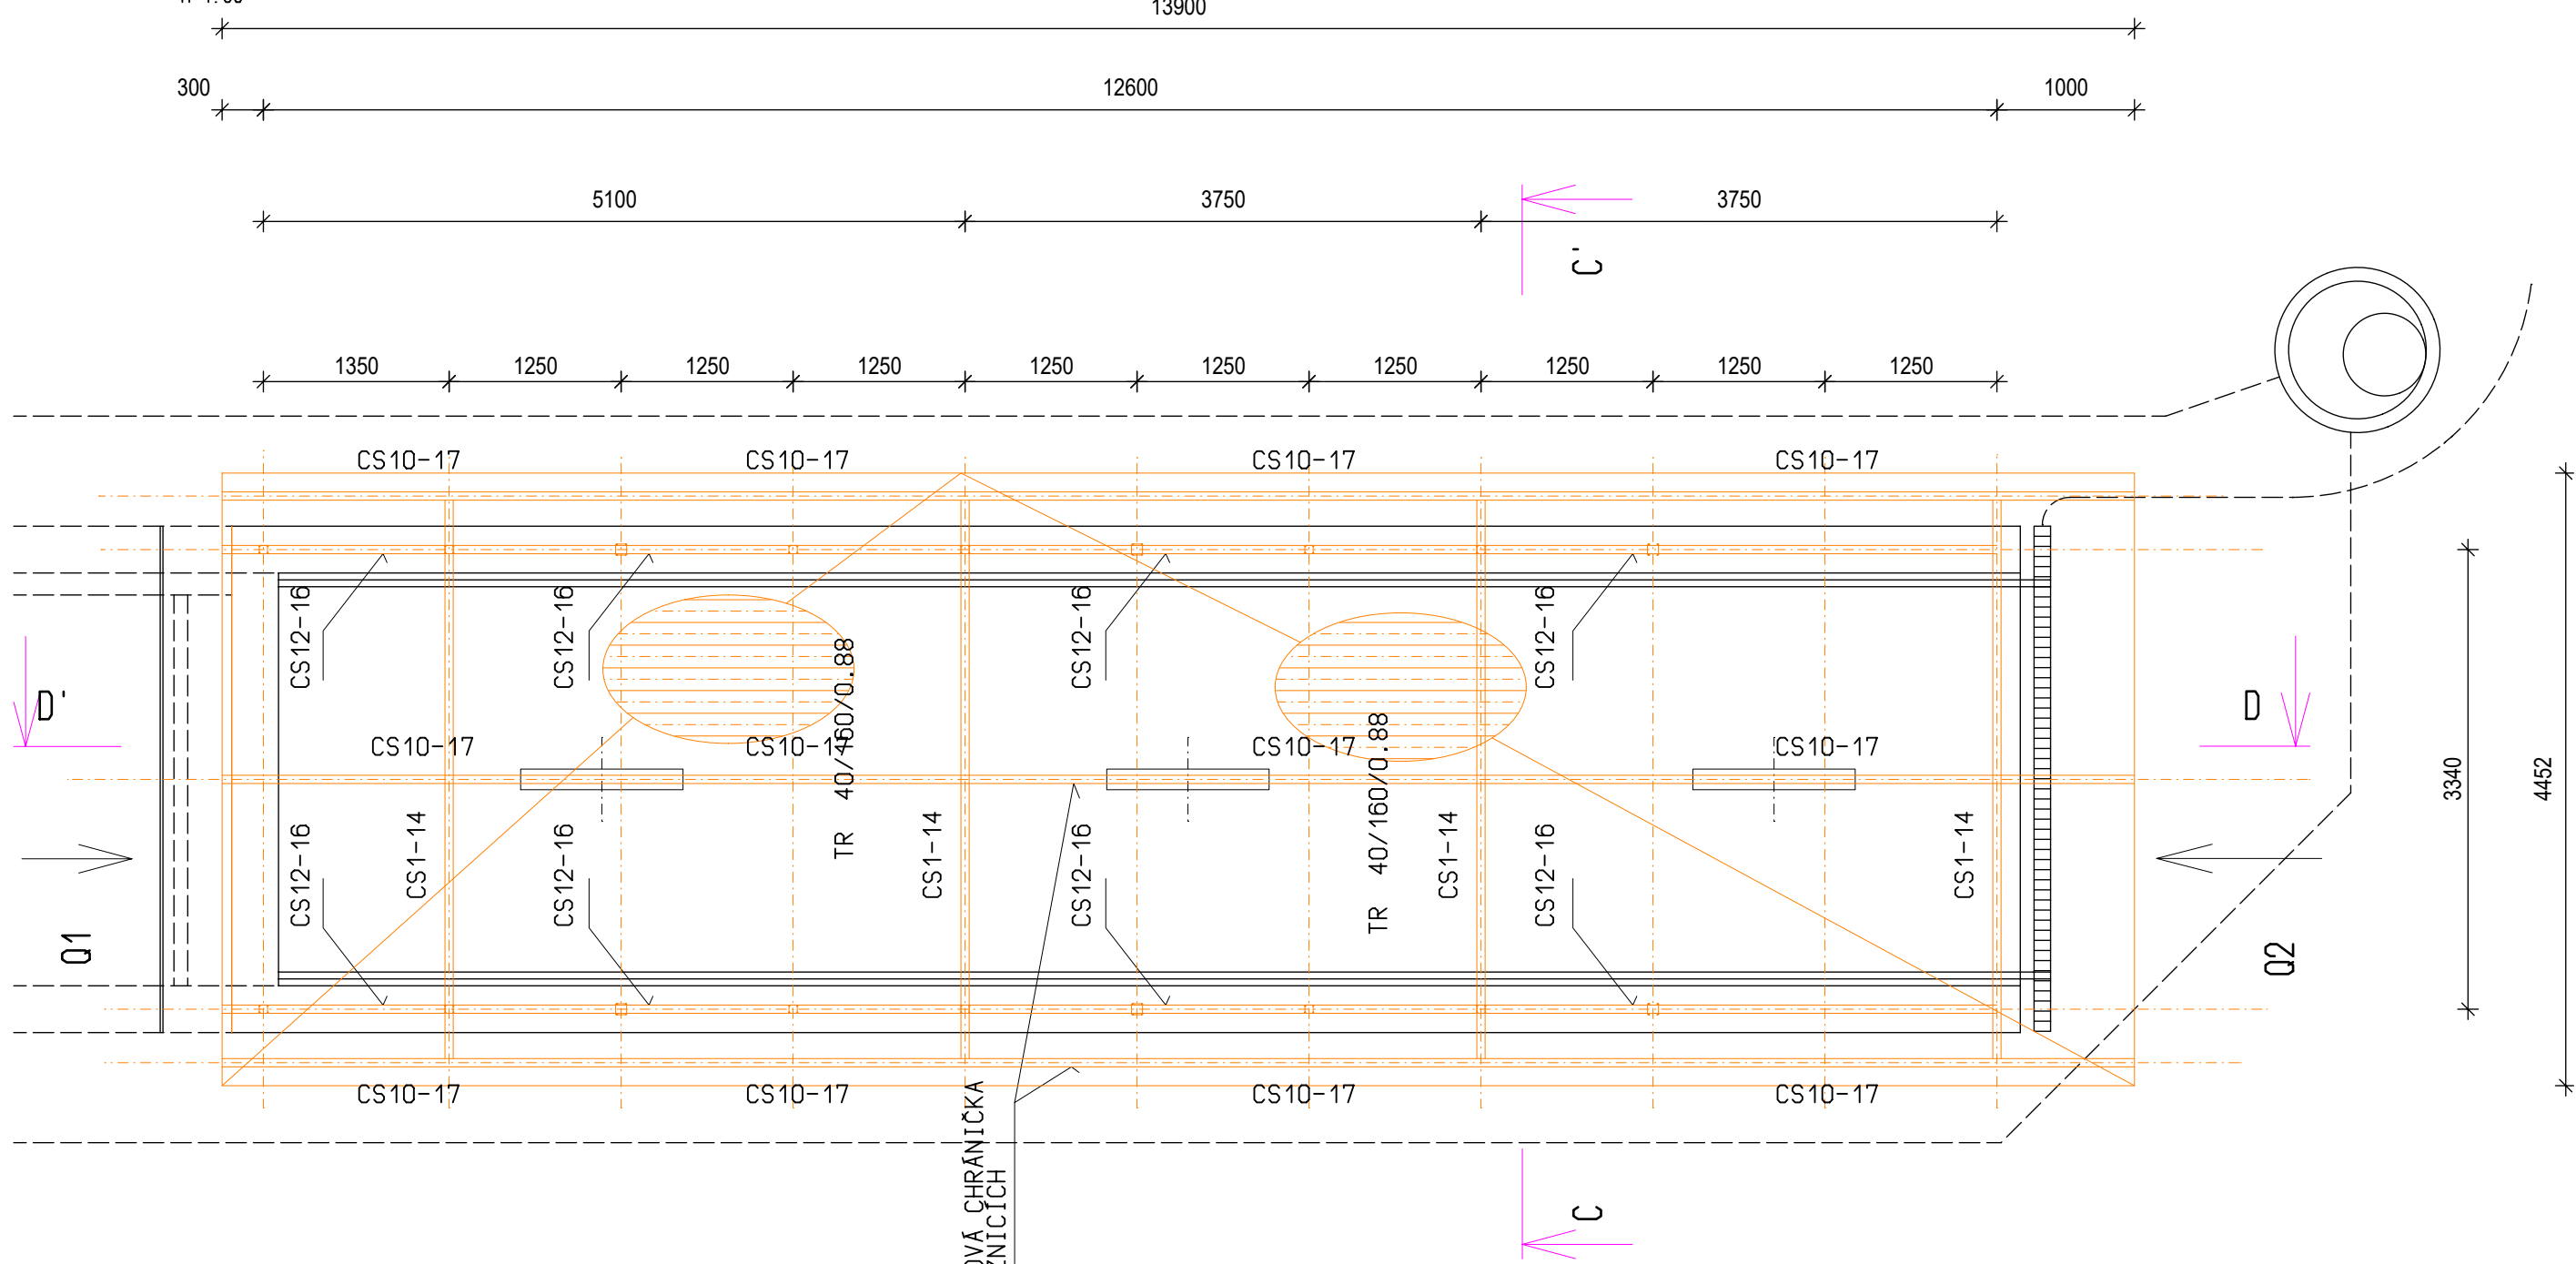 13900
300 12600 1000
5100 3750 3750
C'
1350 1250 1250 1250 1250 1250 1250 1250 1250 1250
CS10-17 CS10-17 CS10-17 CS10-17
CS12-16 CS12-16 CS12-16 CS12-16
TR 40/160/0.88
TR 40/160/0.88
D' D
CS10-17 CS10-17 CS10-17 CS10-17
3340
4452
CS12-16 CS1-14 CS12-16 CS1-14 CS12-16 CS1-14 CS12-16 CS1-14
Q1 Q2
CS10-17 CS10-17 CS10-17 CS10-17
CHRÁNIČKA
C